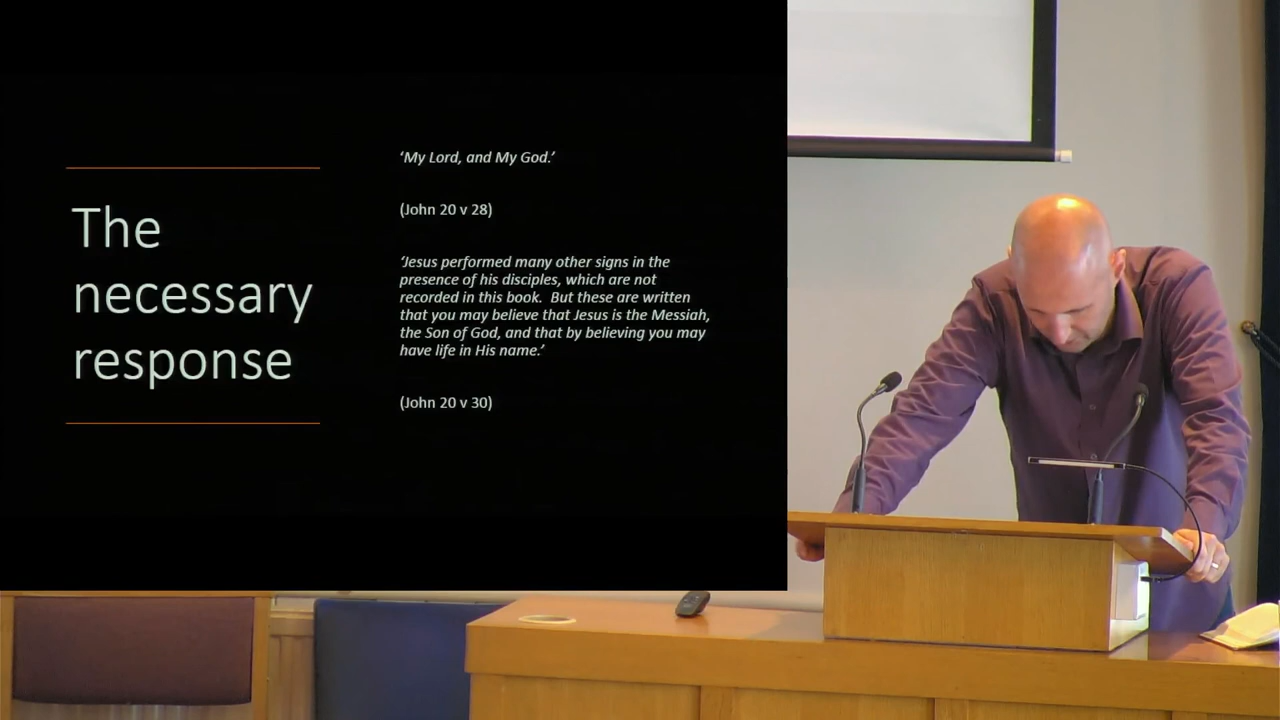 The
necessary
response
‘My Lord, and My God.’
(John 20 v 28)
‘Jesus performed many other signs in the
presence of his disciples, which are not
recorded in this book.  But these are written
that you may believe that Jesus is the Messiah,
the Son of God, and that by believing you may
have life in His name.’
(John 20 v 30)